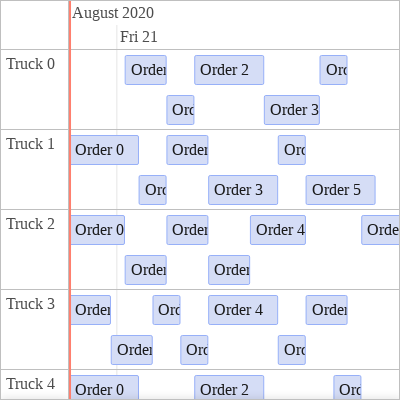 August 2020
Fri 21
Truck 0
Order
Order 2
Orc
Orc
Order 3
Truck 1
Order 0
Order
Orc
Orc
Order 3
Order 5
Truck 2
Order 0
Order
Order 4
Orde
Order
Order
Truck 3
Order
Orc
Order 4
Order
Order
Orc
Orc
Truck 4
Order 0
Order 2
Orc